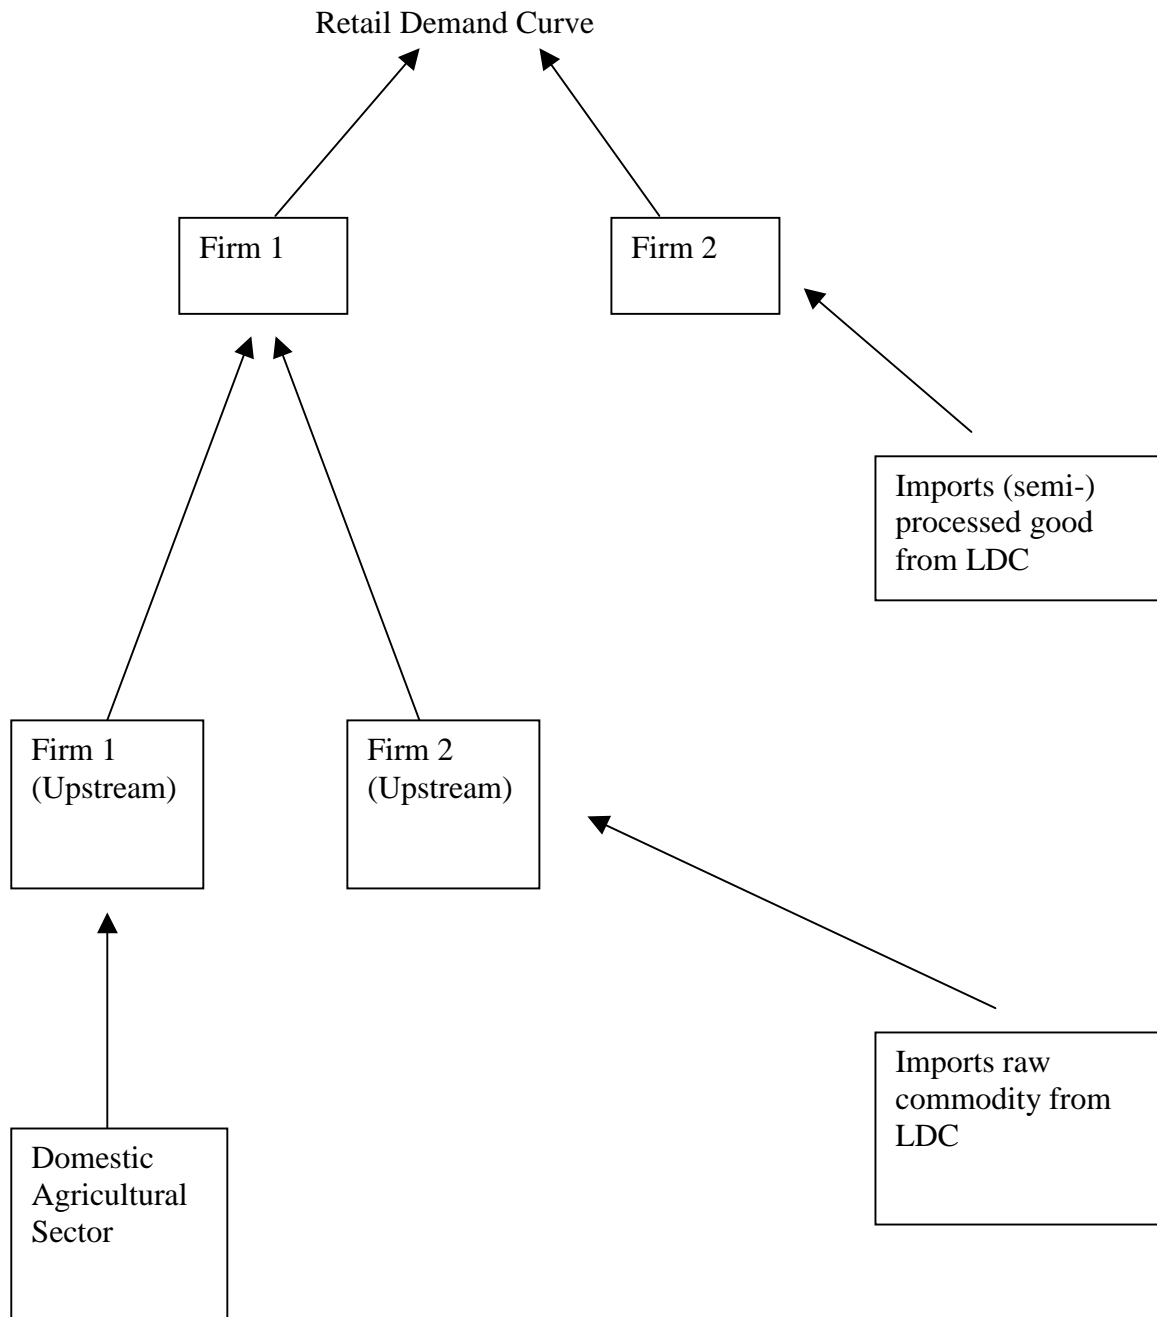 Retail Demand Curve
Firm 1
Firm 2
Imports (semi-)
processed good
from LDC
Firm 1
(Upstream)
Firm 2
(Upstream)
Imports raw
commodity from
LDC
Domestic
Agricultural
Sector